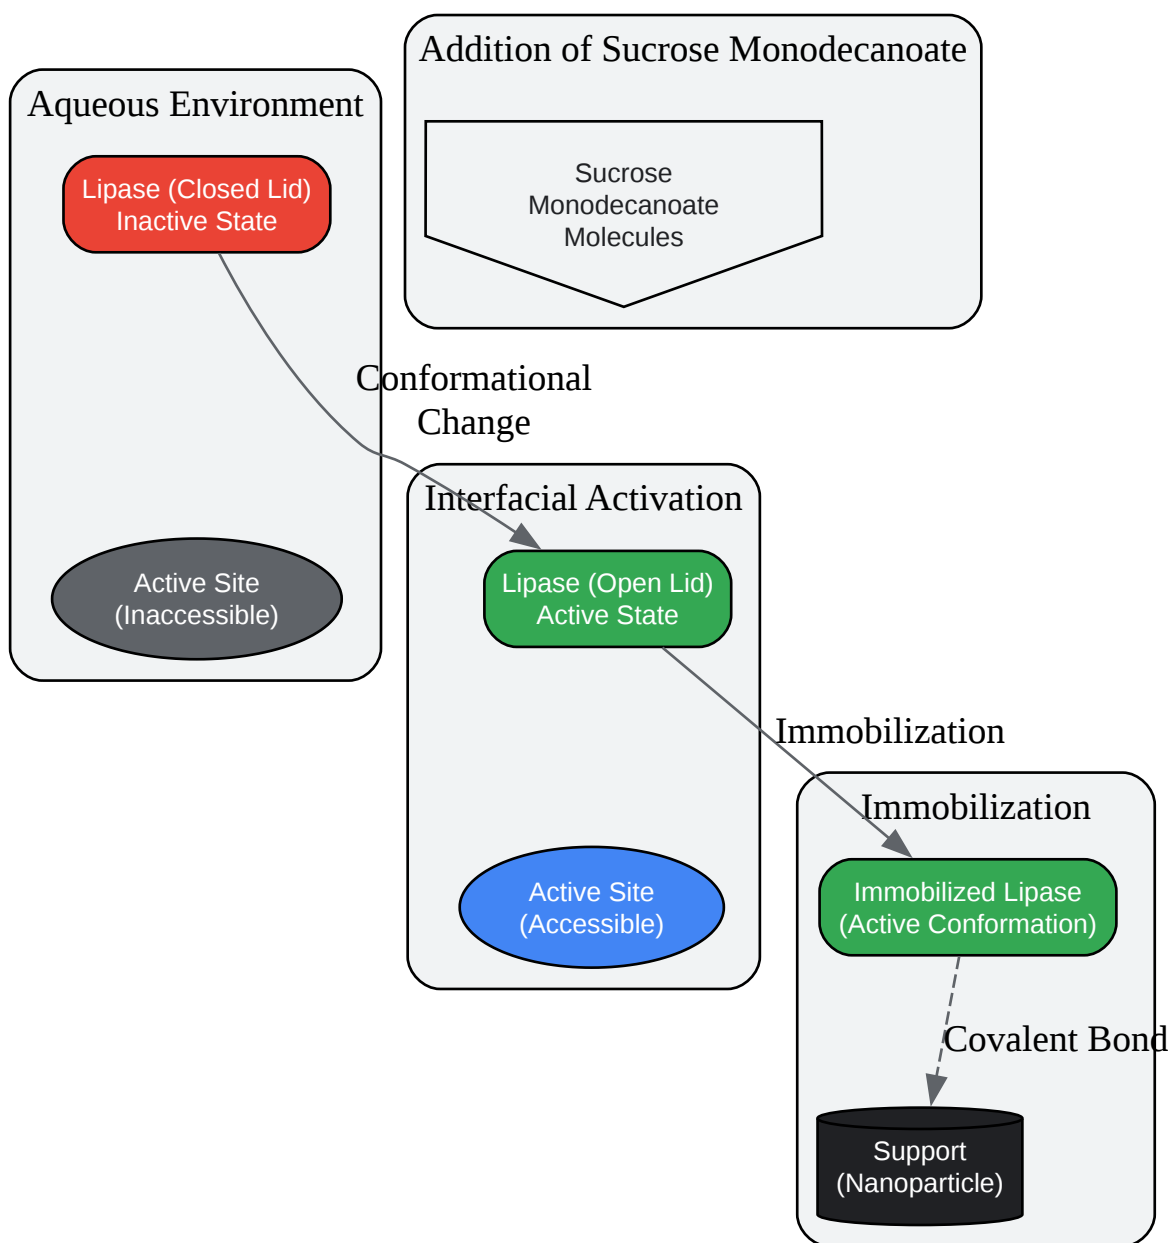 Addition of Sucrose Monodecanoate
Sucrose
Monodecanoate
Molecules
Aqueous Environment
Lipase (Closed Lid)
Inactive State
Active Site
(Inaccessible)
Conformational
Change
Interfacial Activation
Lipase (Open Lid)
Active State
Active Site
(Accessible)
Immobilization
Immobilization
Immobilized Lipase
(Active Conformation)
Covalent Bond
Support
(Nanoparticle)